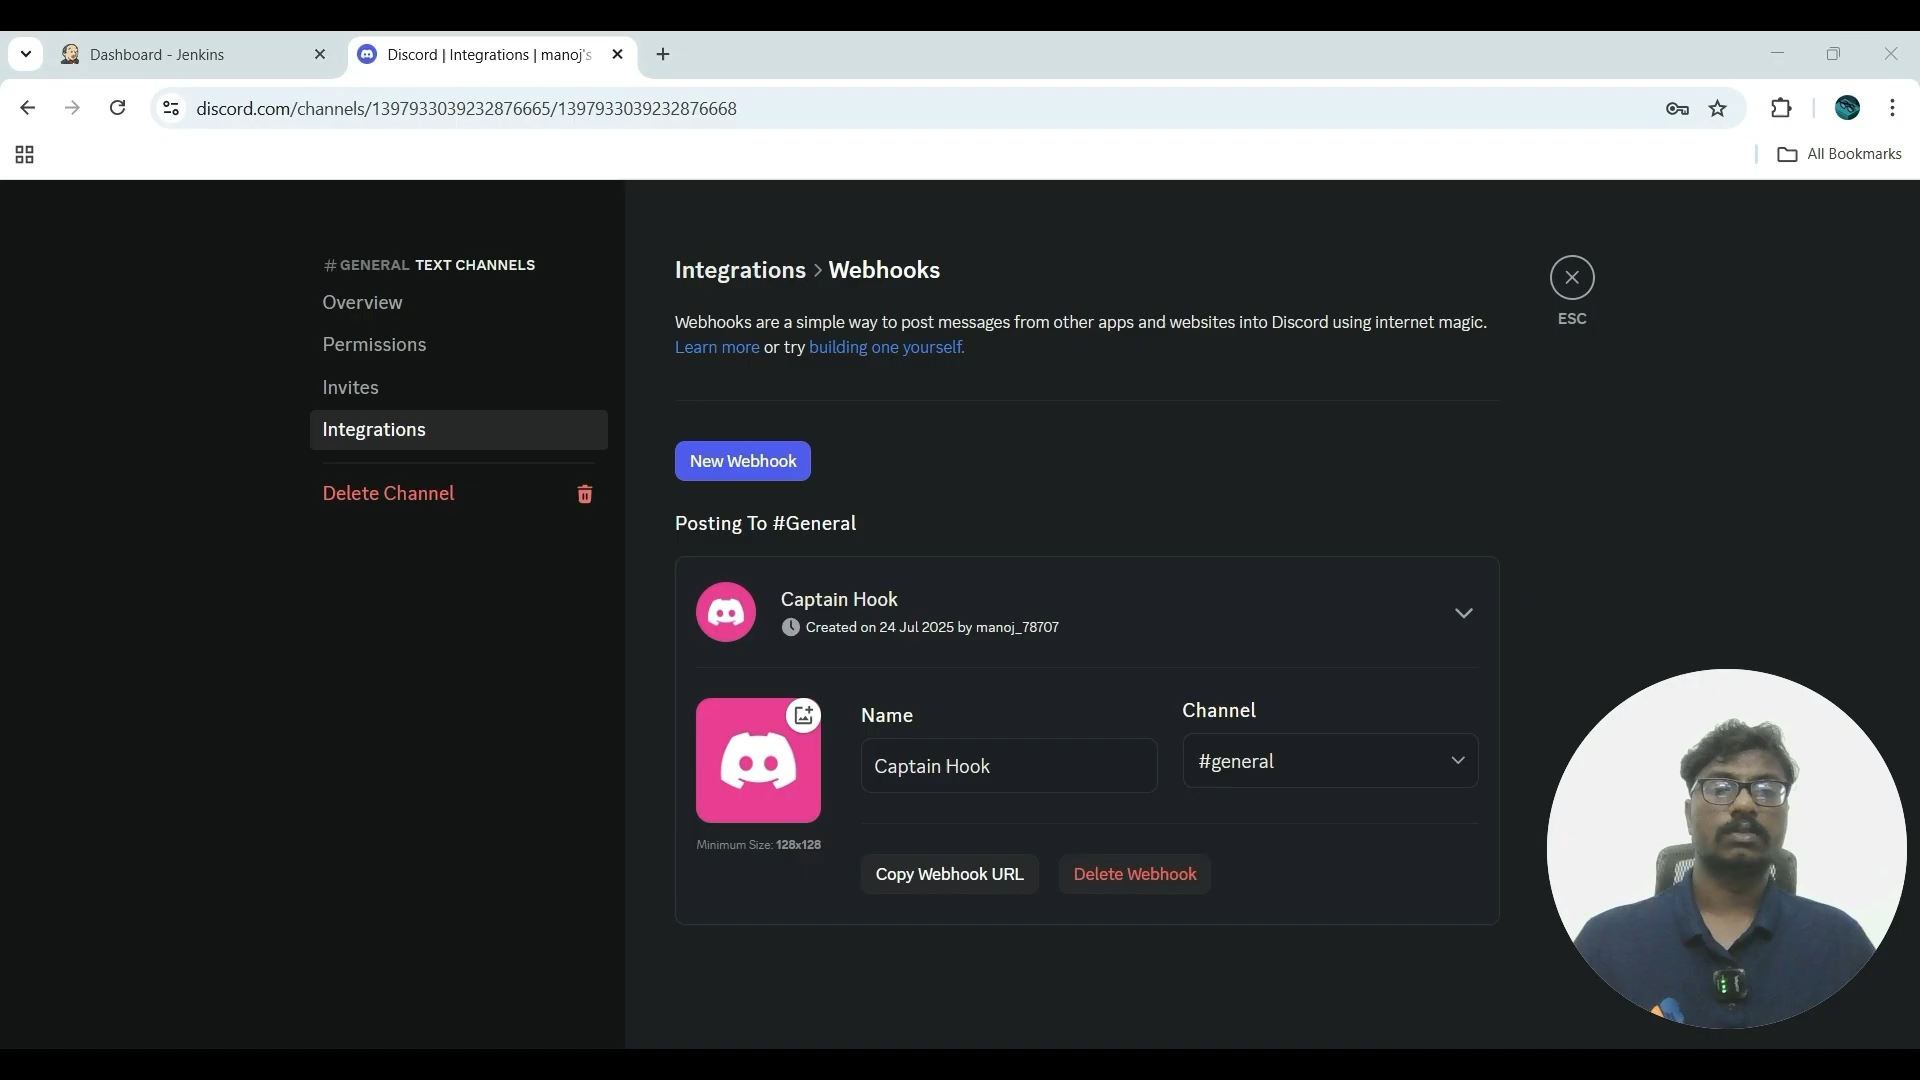 Dashboard - Jenkins
Discord | Integrations | manoj's
discord.com/channels/1397933039232876665/1397933039232876668
All Bookmarks
# GENERAL TEXT CHANNELS
Overview
Permissions
Invites
Integrations
Delete Channel
Integrations > Webhooks
Webhooks are a simple way to post messages from other apps and websites into Discord using internet magic.
Learn more or try building one yourself.
ESC
New Webhook
Posting To #General
Captain Hook
Created on 24 Jul 2025 by manoj_78707
Name
Channel
Captain Hook
#general
Minimum Size: 128x128
Copy Webhook URL
Delete Webhook